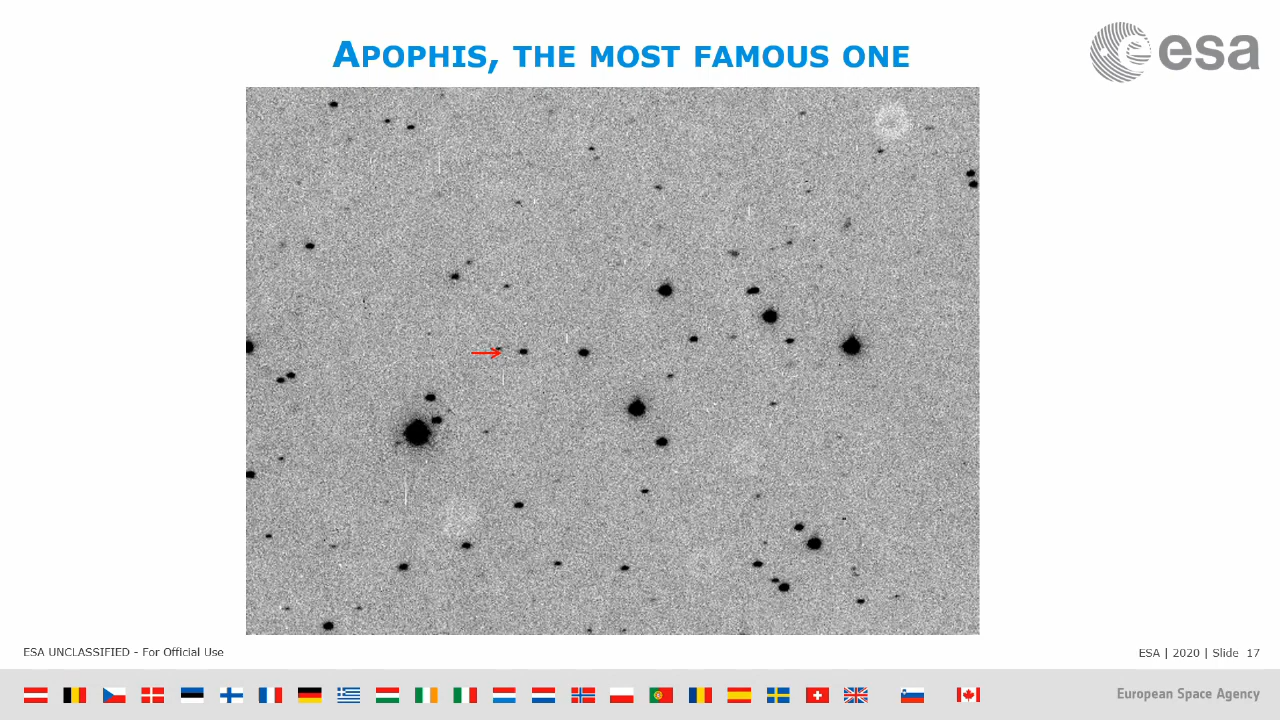 APOPHIS, THE MOST FAMOUS ONE
esa
ESA UNCLASSIFIED - For Official Use
ESA | 2020 | Slide 17
European Space Agency